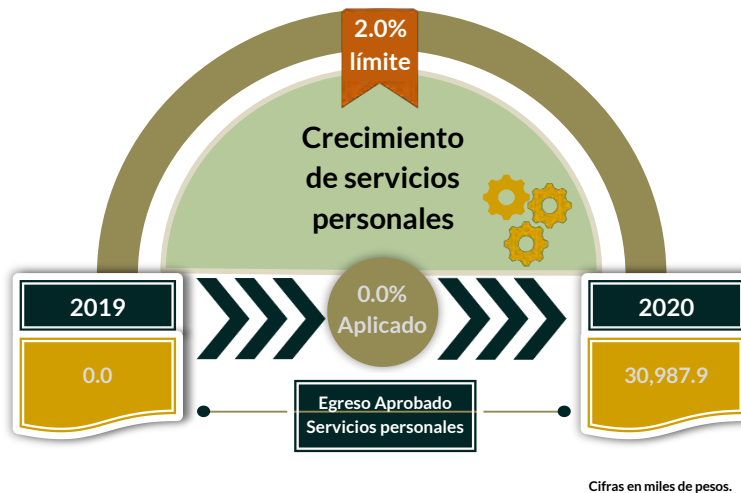 2.0%
límite
Crecimiento
de servicios
personales
2019
0.0%
Aplicado
2020
0.0
30,987.9
Egreso Aprobado
Servicios personales
Cifras en miles de pesos.